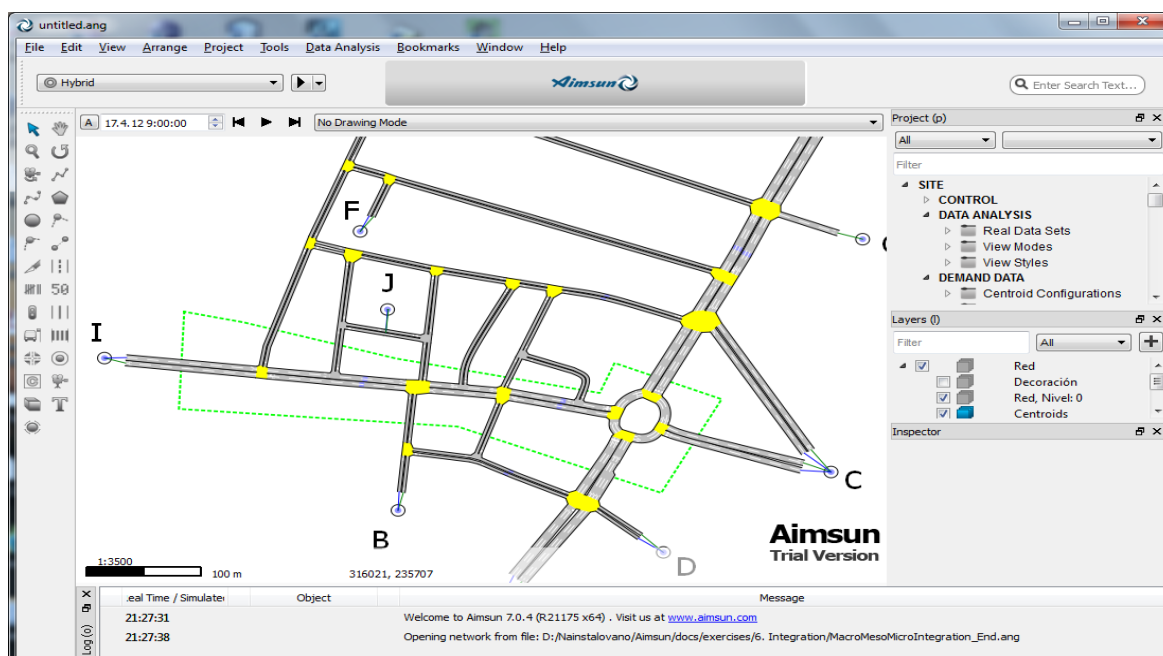 untitled.ang
File Edit View Arrange Project Tools Data Analysis Bookmarks Window Help
Hybrid
Aimsun
Enter Search Text...
A 17.4.12 9:00:00 No Drawing Mode
Project (p)
All
Filter
SITE
CONTROL
DATA ANALYSIS
Real Data Sets
View Modes
View Styles
DEMAND DATA
Centroid Configurations
Layers (l)
Filter All
Red
Decoración
Red, Nivel: 0
Centroids
Inspector
50
F
J
I
C
B
D
Aimsun
Trial Version
1:3500
100 m
316021, 235707
Log (o)
.eal Time / Simulate Object Message
21:27:31 Welcome to Aimsun 7.0.4 (R21175 x64) . Visit us at www.aimsun.com
21:27:38 Opening network from file: D:/Nainstalovano/Aimsun/docs/exercises/6. Integration/MacroMesoMicroIntegration_End.ang